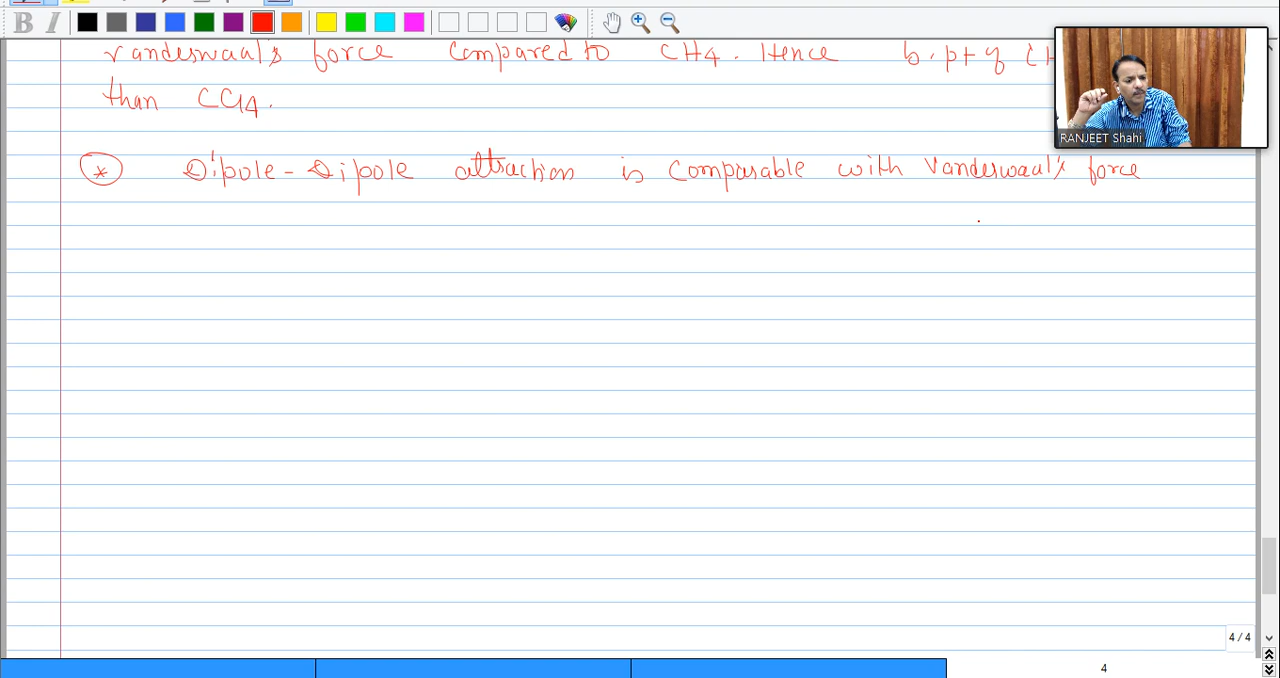 B I
vanderwaal's force compared to CH4. Hence b.pt of CH
than CCl4.
RANJEET Shahi
* Dipole-Dipole attraction is comparable with Vanderwaal's force
4 / 4
4